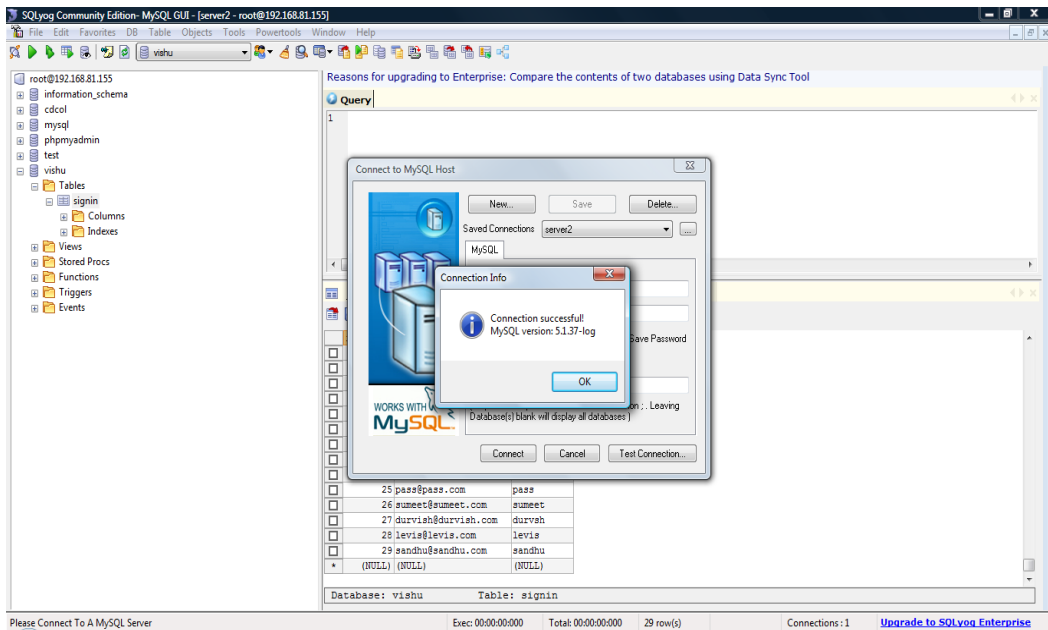 SQLyog Community Edition- MySQL GUI - [server2 - root@192.168.81.155]
File Edit Favorites DB Table Objects Tools Powertools Window Help
vishu
root@192.168.81.155
information_schema
cdcol
mysql
phpmyadmin
test
vishu
Tables
signin
Columns
Indexes
Views
Stored Procs
Functions
Triggers
Events
Reasons for upgrading to Enterprise: Compare the contents of two databases using Data Sync Tool
Query
1
Connect to MySQL Host
New... Save Delete...
Saved Connections server2 ...
MySQL
Connection Info
Connection successful!
MySQL version: 5.1.37-log
OK
Save Password
; . Leaving
Database(s) blank will display all databases )
WORKS WITH
MySQL
Connect Cancel Test Connection...
25 pass@pass.com pass
26 sumeet@sumeet.com sumeet
27 durvish@durvish.com durvsh
28 levis@levis.com levis
29 sandhu@sandhu.com sandhu
* (NULL) (NULL) (NULL)
Database: vishu Table: signin
Please Connect To A MySQL Server Exec: 00:00:00:000 Total: 00:00:00:000 29 row(s) Connections : 1 Upgrade to SQLyog Enterprise